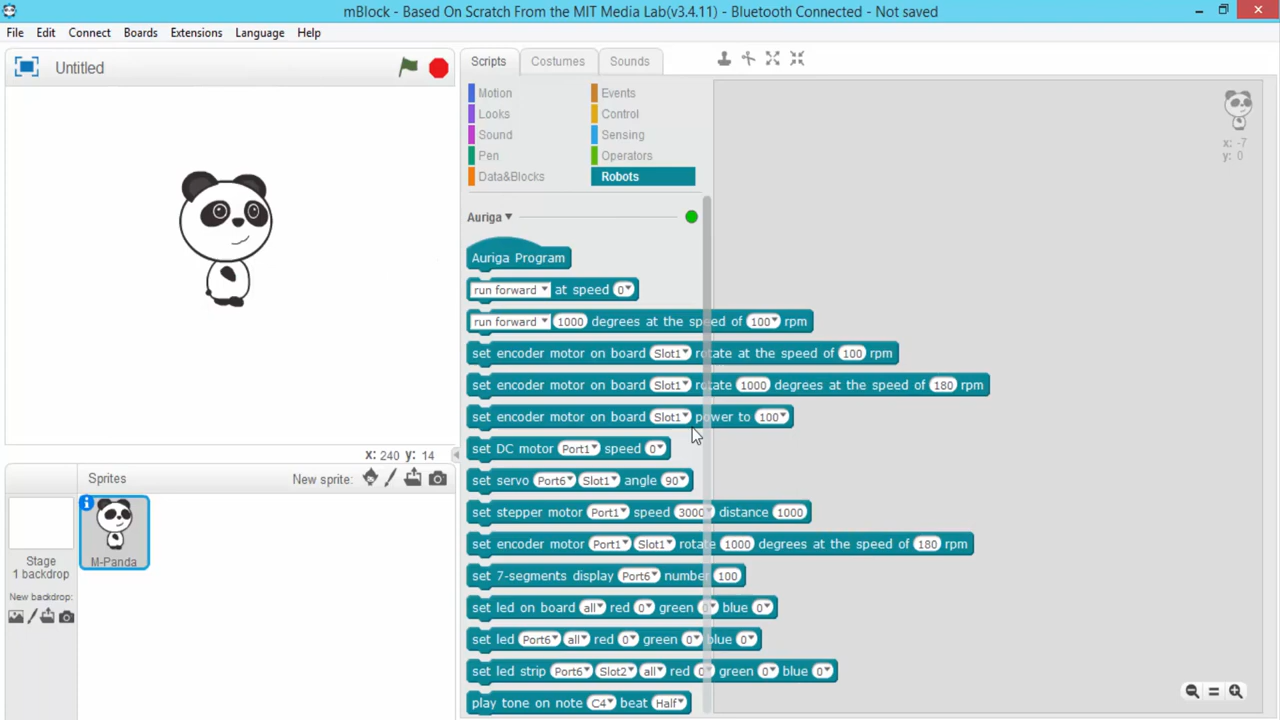 mBlock - Based On Scratch From the MIT Media Lab(v3.4.11) - Bluetooth Connected - Not saved
File Edit Connect Boards Extensions Language Help
Untitled
Scripts Costumes Sounds
Motion Events
Looks Control
Sound Sensing
Pen Operators
Data&Blocks Robots
x: -7
y: 0
Auriga
Auriga Program
run forward at speed 0
run forward 1000 degrees at the speed of 100 rpm
set encoder motor on board Slot1 rotate at the speed of 100 rpm
set encoder motor on board Slot1 rotate 1000 degrees at the speed of 180 rpm
set encoder motor on board Slot1 power to 100
set DC motor Port1 speed 0
set servo Port6 Slot1 angle 90
set stepper motor Port1 speed 3000 distance 1000
set encoder motor Port1 Slot1 rotate 1000 degrees at the speed of 180 rpm
set 7-segments display Port6 number 100
set led on board all red 0 green 0 blue 0
set led Port6 all red 0 green 0 blue 0
set led strip Port6 Slot2 all red 0 green 0 blue 0
play tone on note C4 beat Half
x: 240 y: 14
Sprites New sprite:
M-Panda
Stage
1 backdrop
New backdrop: